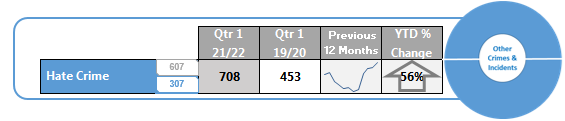 Qtr 1 21/22
Qtr 1 19/20
Previous 12 Months
YTD % Change
Hate Crime
607
307
708
453
56%
Other
Crimes &
Incidents